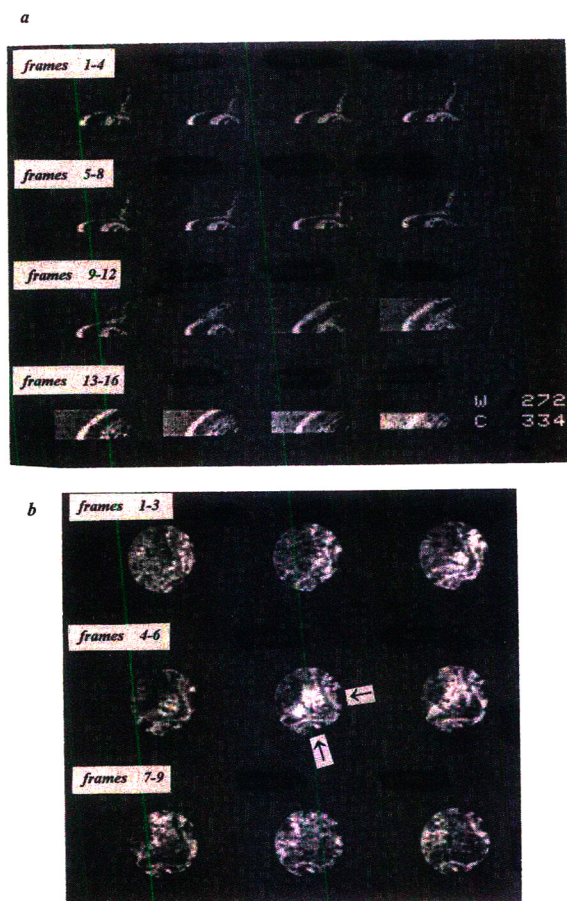 a
frames 1-4
frames 5-8
frames 9-12
frames 13-16
W 272
C 334
b
frames 1-3
frames 4-6
frames 7-9